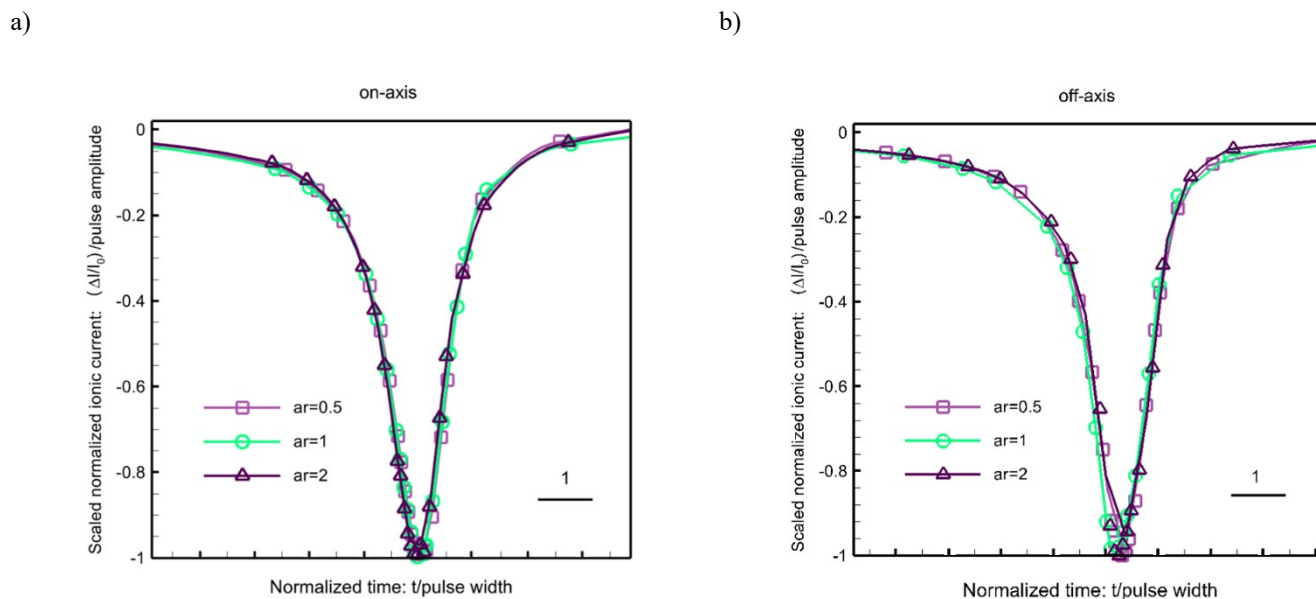 a)
on-axis
Scaled normalized ionic current: (ΔI/I₀)/pulse amplitude
0
-0.2
-0.4
-0.6
-0.8
-1
ar=0.5
ar=1
ar=2
1
Normalized time: t/pulse width
b)
off-axis
Scaled normalized ionic current: (ΔI/I₀)/pulse amplitude
0
-0.2
-0.4
-0.6
-0.8
-1
ar=0.5
ar=1
ar=2
1
Normalized time: t/pulse width